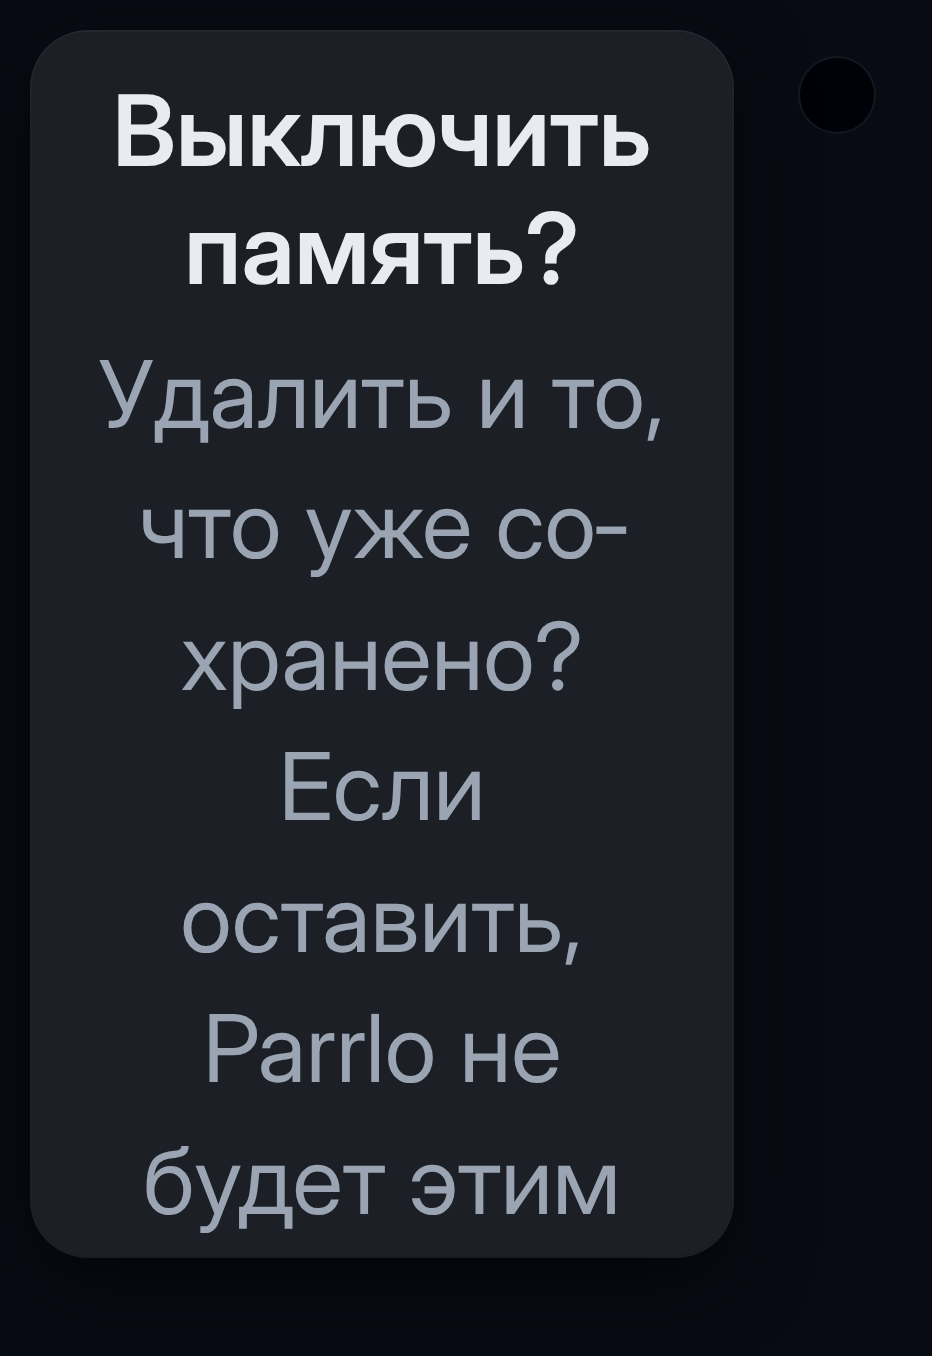 Выключить
память?
Удалить и то,
что уже со-
хранено?
Если
оставить,
Parrlo не
будет этим